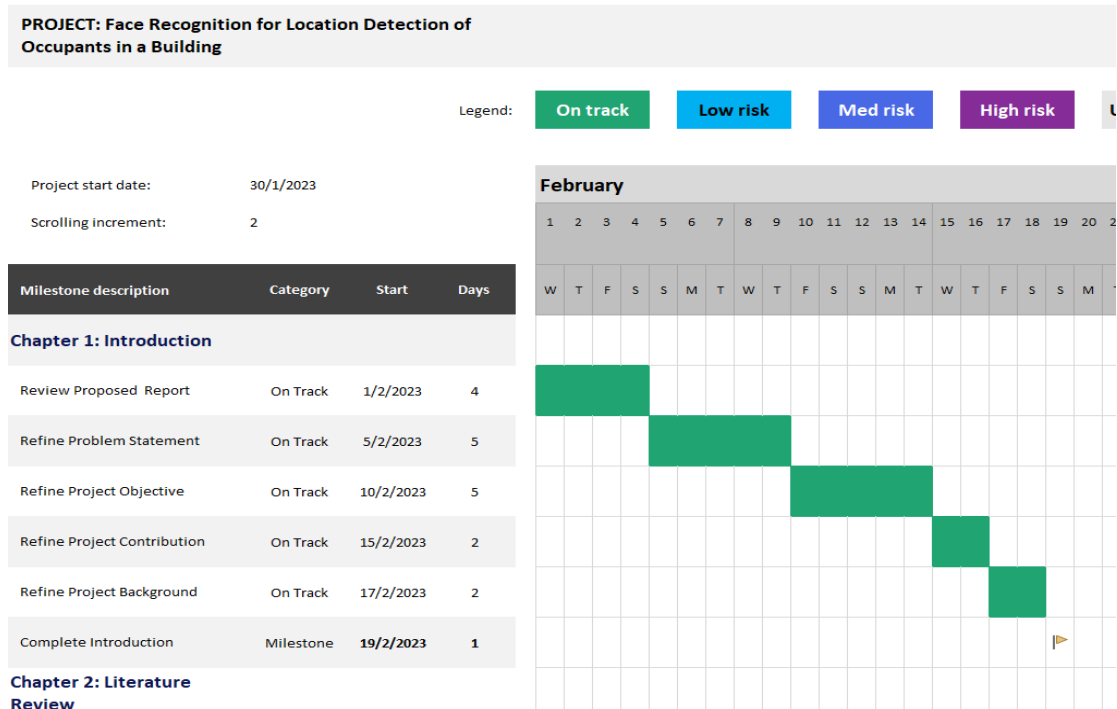 PROJECT: Face Recognition for Location Detection of
Occupants in a Building
Legend: On track Low risk Med risk High risk U
Project start date: 30/1/2023
February
Scrolling increment: 2
1 2 3 4 5 6 7 8 9 10 11 12 13 14 15 16 17 18 19 20 2
Milestone description Category Start Days
W T F S S M T W T F S S M T W T F S S M T
Chapter 1: Introduction
Review Proposed Report On Track 1/2/2023 4
Refine Problem Statement On Track 5/2/2023 5
Refine Project Objective On Track 10/2/2023 5
Refine Project Contribution On Track 15/2/2023 2
Refine Project Background On Track 17/2/2023 2
Complete Introduction Milestone 19/2/2023 1
Chapter 2: Literature
Review